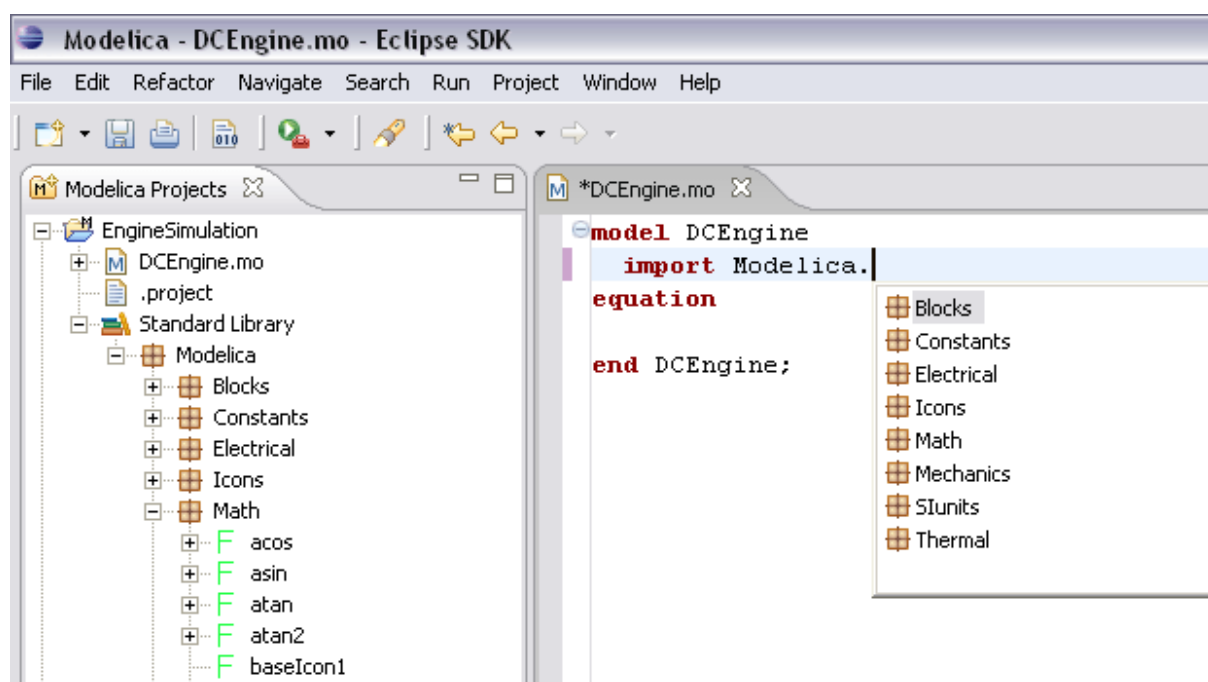 Modelica - DCEngine.mo - Eclipse SDK
File Edit Refactor Navigate Search Run Project Window Help
010
Modelica Projects
EngineSimulation
DCEngine.mo
.project
Standard Library
Modelica
Blocks
Constants
Electrical
Icons
Math
F acos
F asin
F atan
F atan2
F baseIcon1
*DCEngine.mo
model DCEngine
import Modelica.
equation
end DCEngine;
Blocks
Constants
Electrical
Icons
Math
Mechanics
SIunits
Thermal